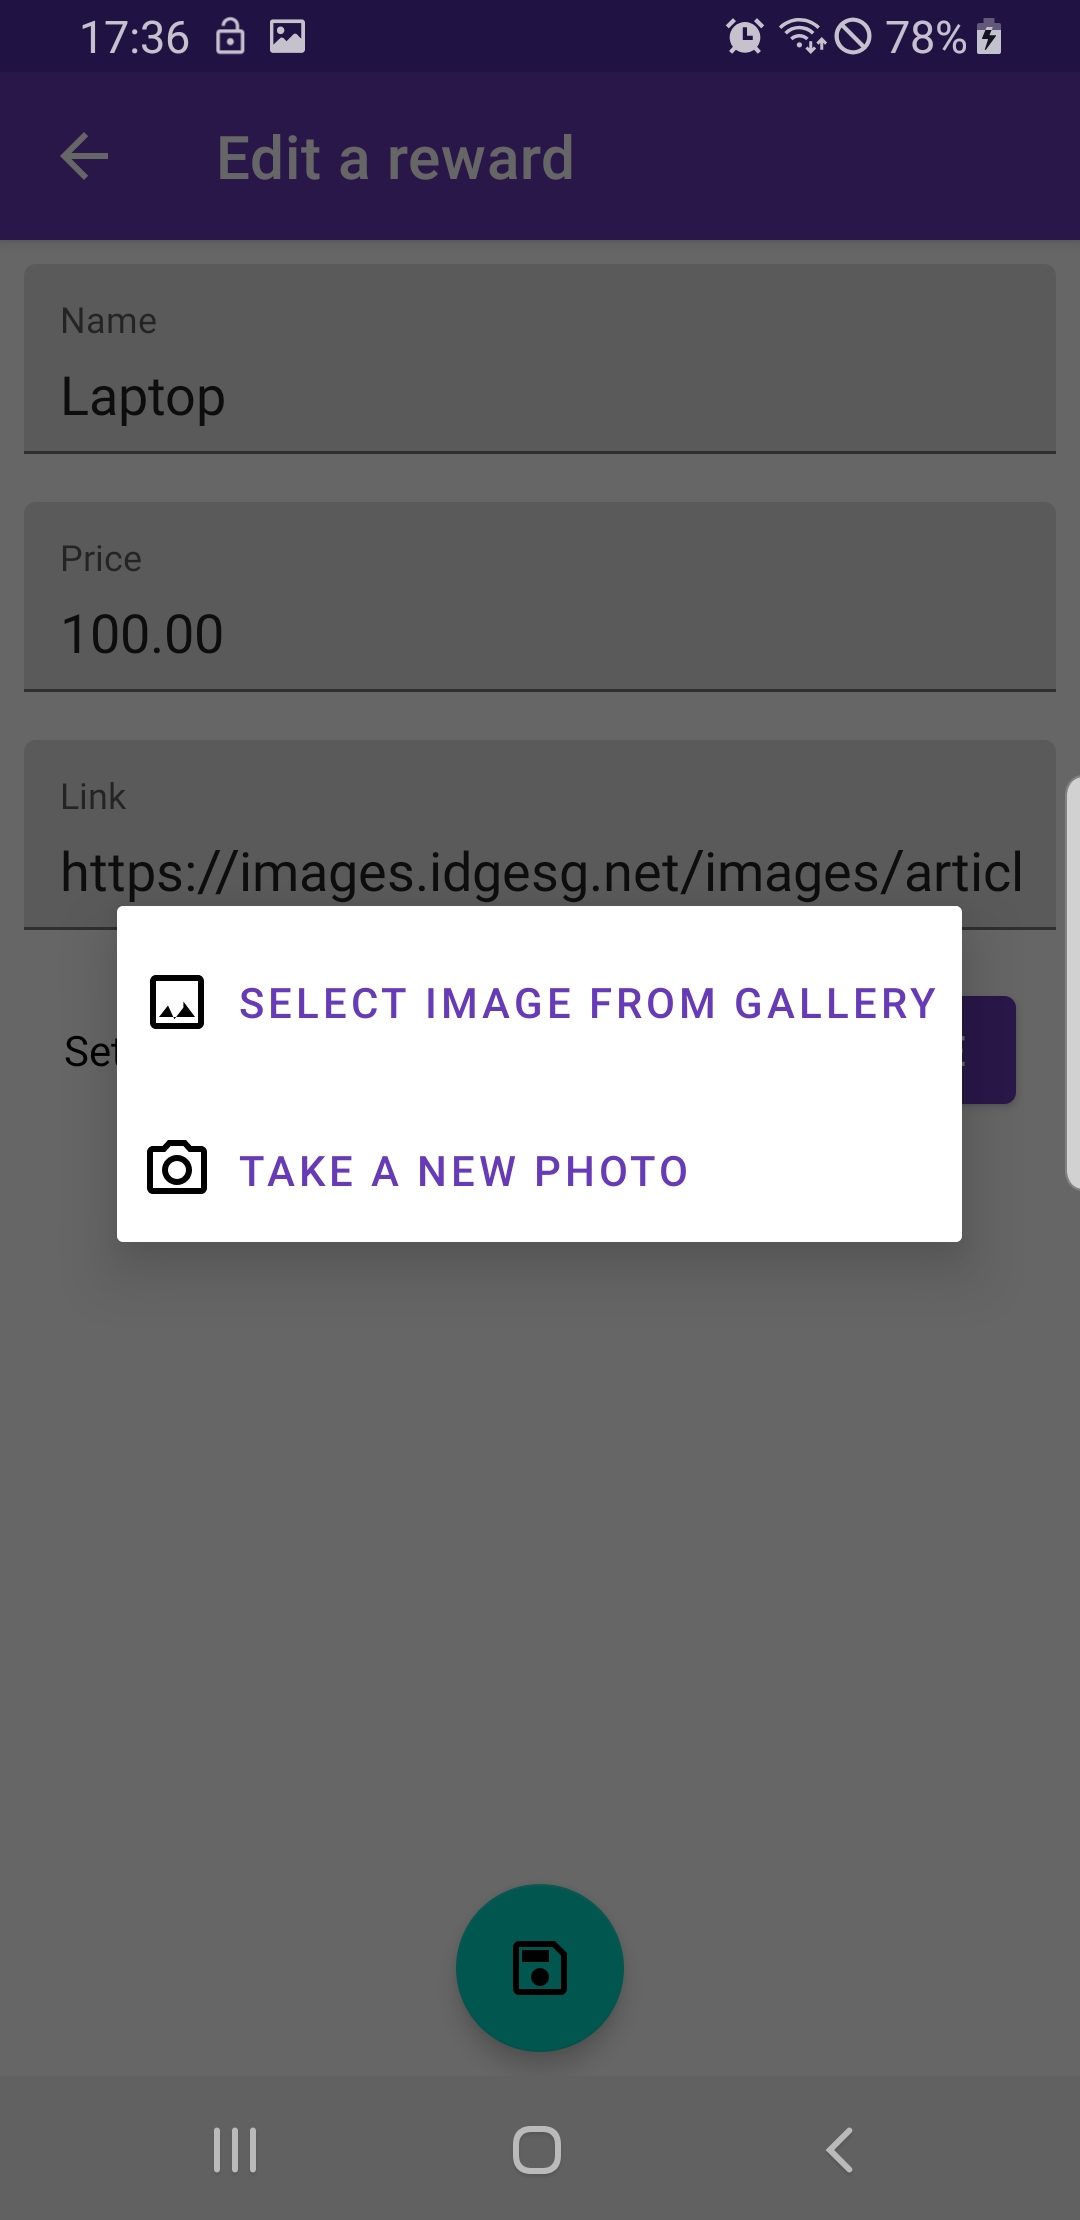 17:36 78%
Edit a reward
Name
Laptop
Price
100.00
Link
https://images.idgesg.net/images/articl
SELECT IMAGE FROM GALLERY
TAKE A NEW PHOTO